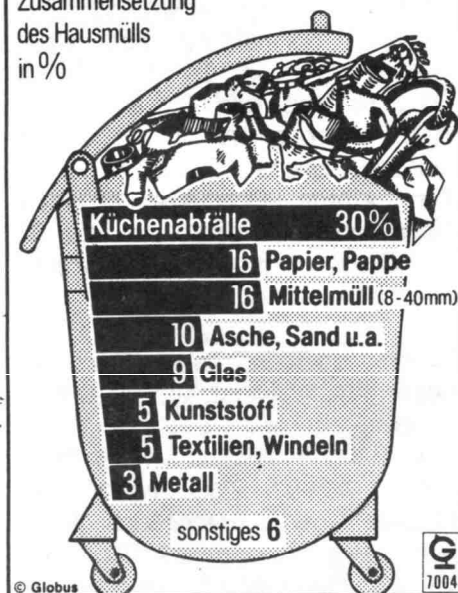 Zusammensetzung
des Hausmülls
in %
Küchenabfälle 30%
16 Papier, Pappe
16 Mittelmüll (8-40mm)
10 Asche, Sand u.a.
9 Glas
5 Kunststoff
5 Textilien, Windeln
3 Metall
sonstiges 6
© Globus
G
7004